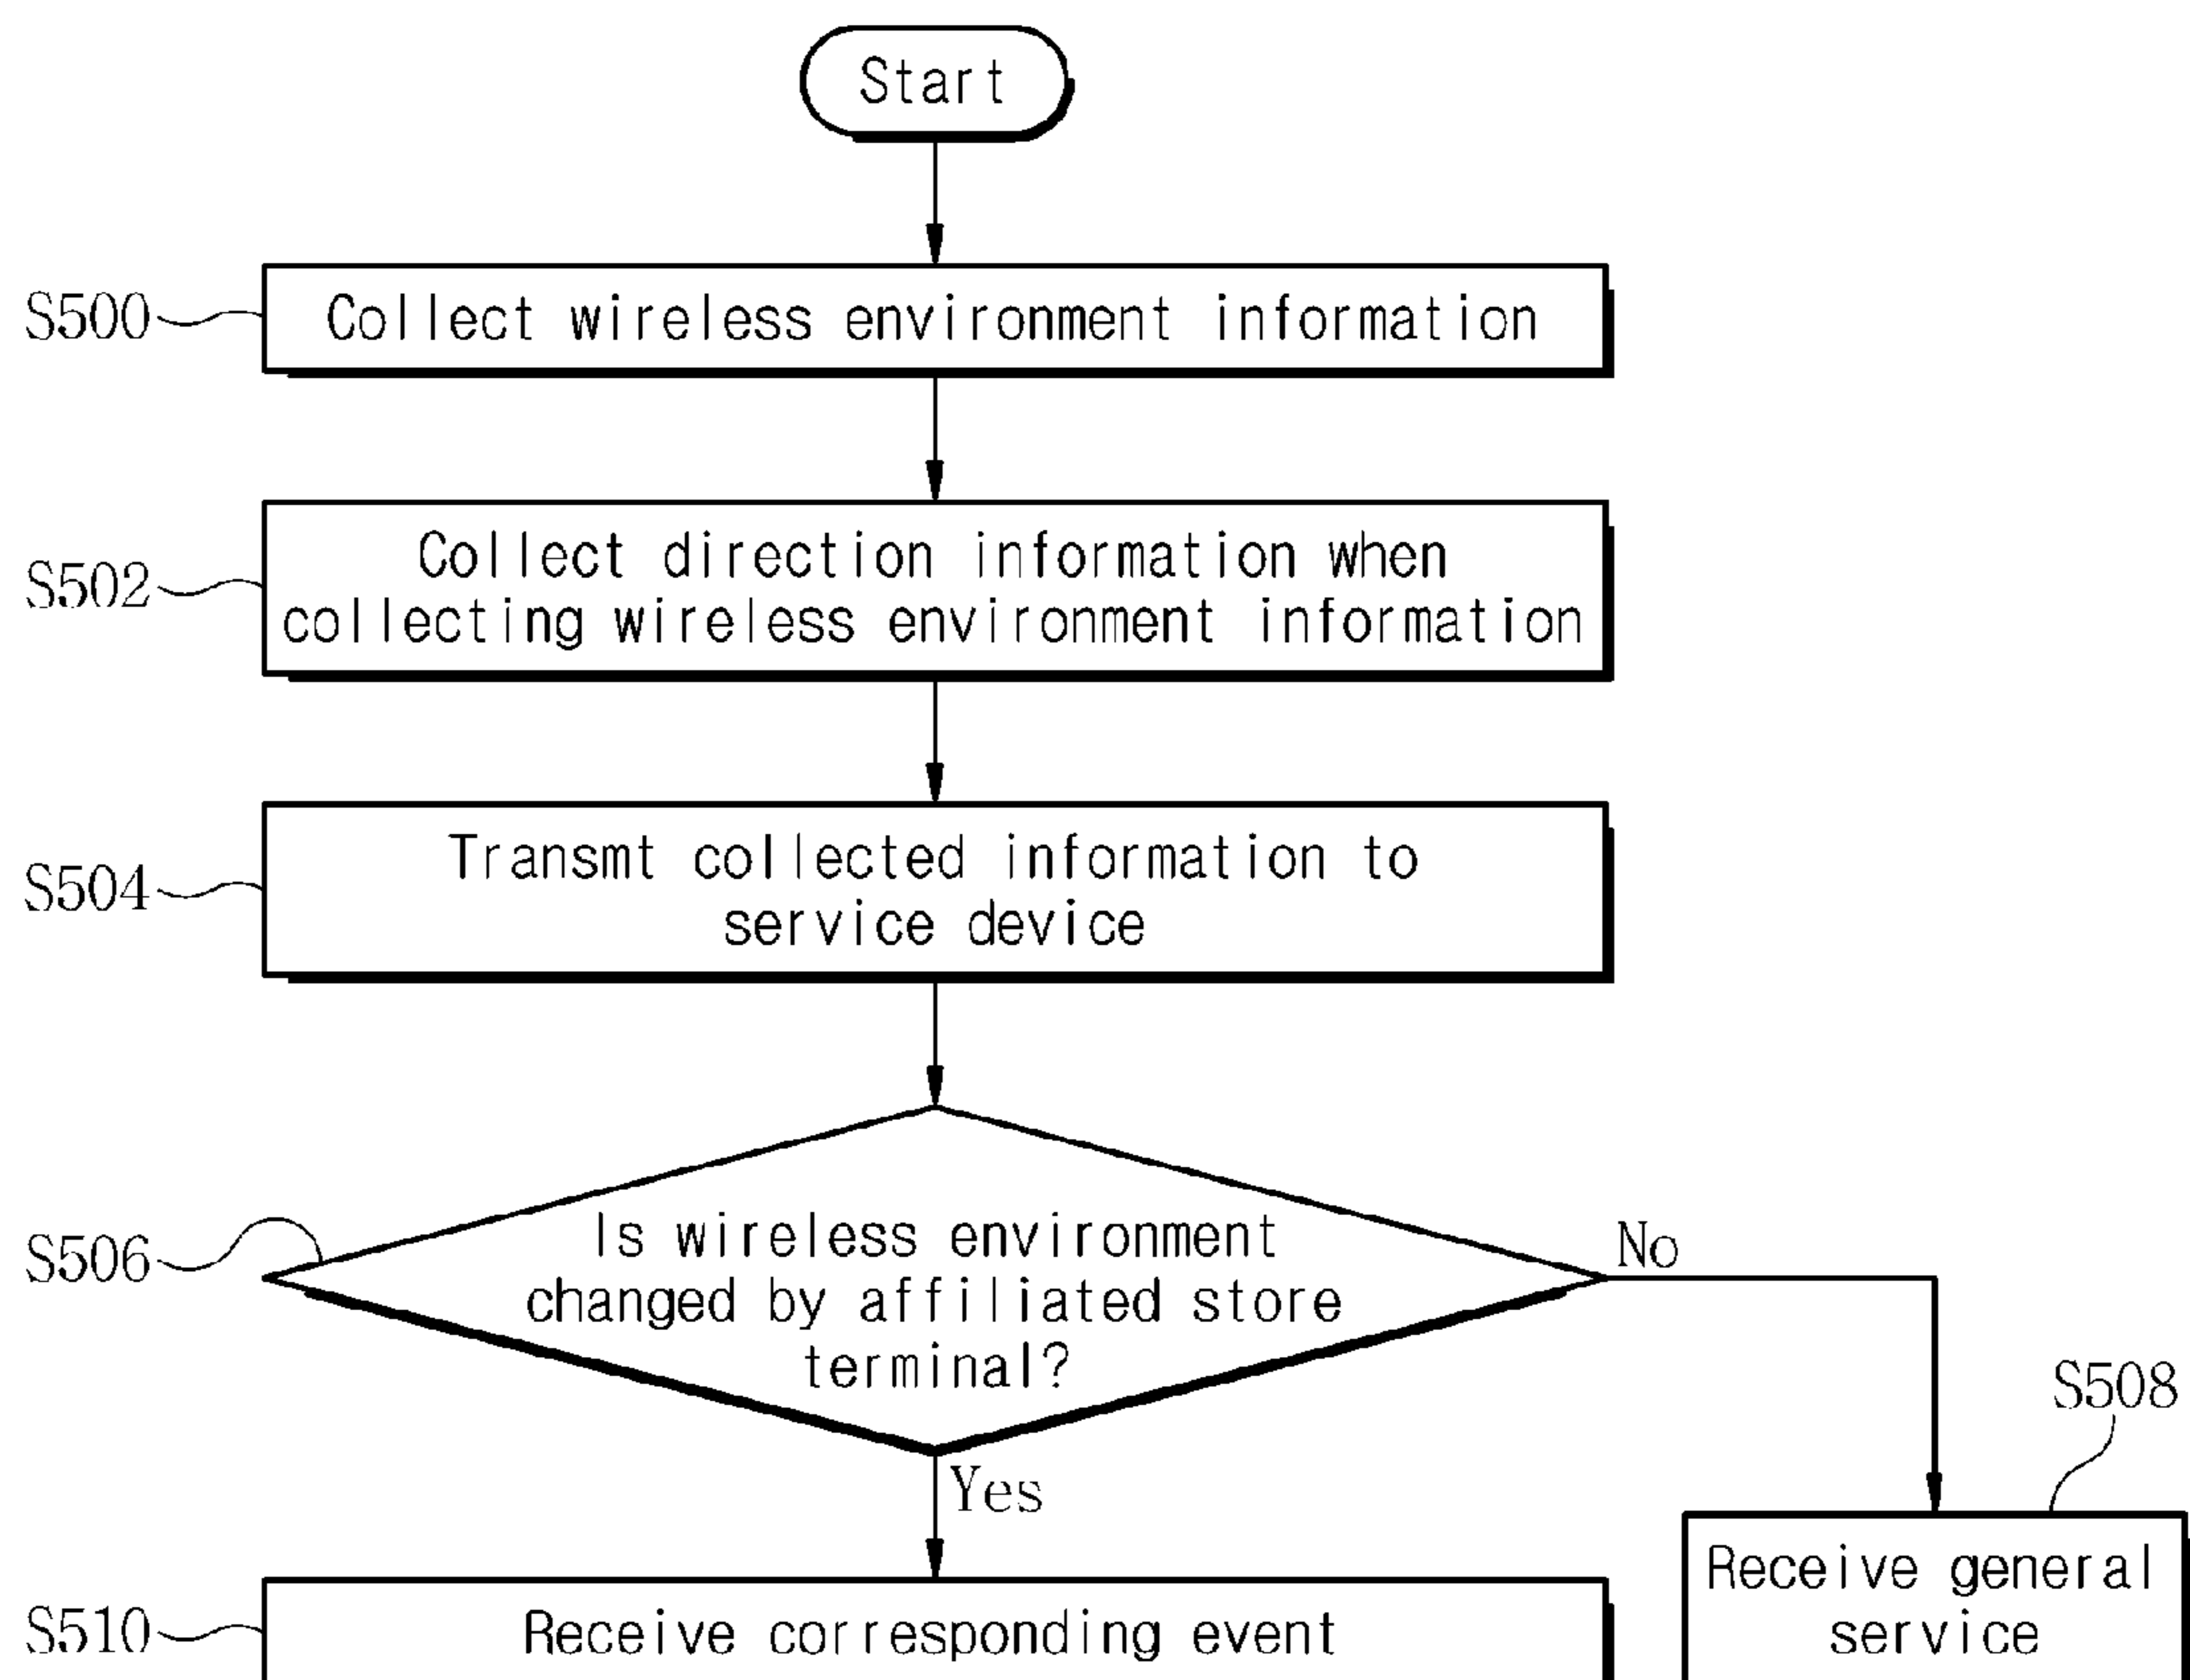 Start
S500
Collect wireless environment information
S502
Collect direction information when
collecting wireless environment information
S504
Transmt collected information to
service device
S506
Is wireless environment
changed by affiliated store
terminal?
No
Yes
S508
Receive general
service
S510
Receive corresponding event